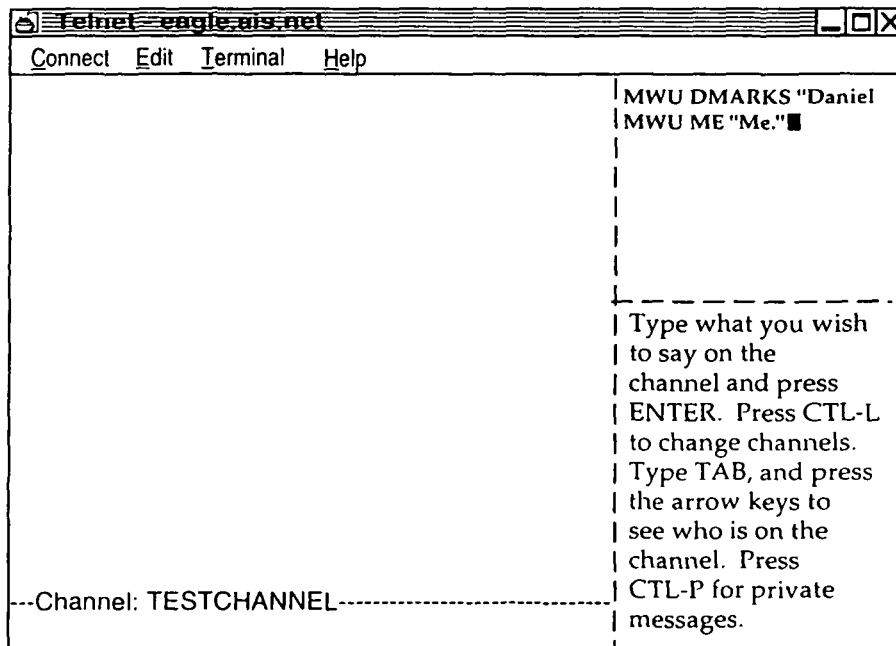 Telnet - eagle.ais.net
Connect Edit Terminal Help
MWU DMARKS "Daniel
MWU ME "Me."
Type what you wish
to say on the
channel and press
ENTER. Press CTL-L
to change channels.
Type TAB, and press
the arrow keys to
see who is on the
channel. Press
CTL-P for private
messages.
---Channel: TESTCHANNEL---